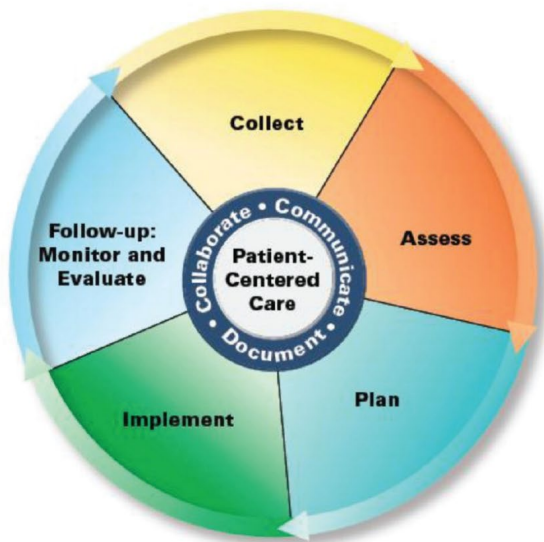 Collect
Assess
Plan
Implement
Follow-up:
Monitor and
Evaluate
Collaborate • Communicate • Document •
Patient-
Centered
Care